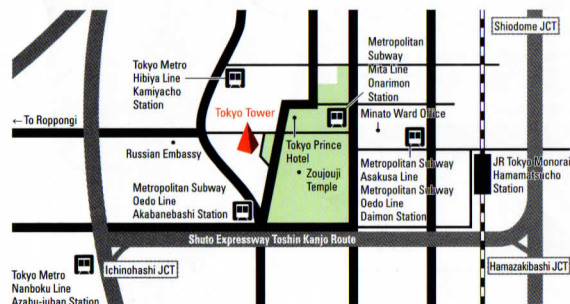 Shiodome JCT
Metropolitan
Subway
Mita Line
Onarimon
Station
Tokyo Metro
Hibiya Line
Kamiyacho
Station
Tokyo Tower
Minato Ward Office
← To Roppongi
Russian Embassy
Tokyo Prince
Hotel
Zoujouji
Temple
Metropolitan Subway
Asakusa Line
Metropolitan Subway
Oedo Line
Daimon Station
JR Tokyo Monorail
Hamamatsucho
Station
Metropolitan Subway
Oedo Line
Akabanebashi Station
Shuto Expressway Toshin Kanjo Route
Tokyo Metro
Nanboku Line
Azabu-juban Station
Ichinohashi JCT
Hamazakibashi JCT